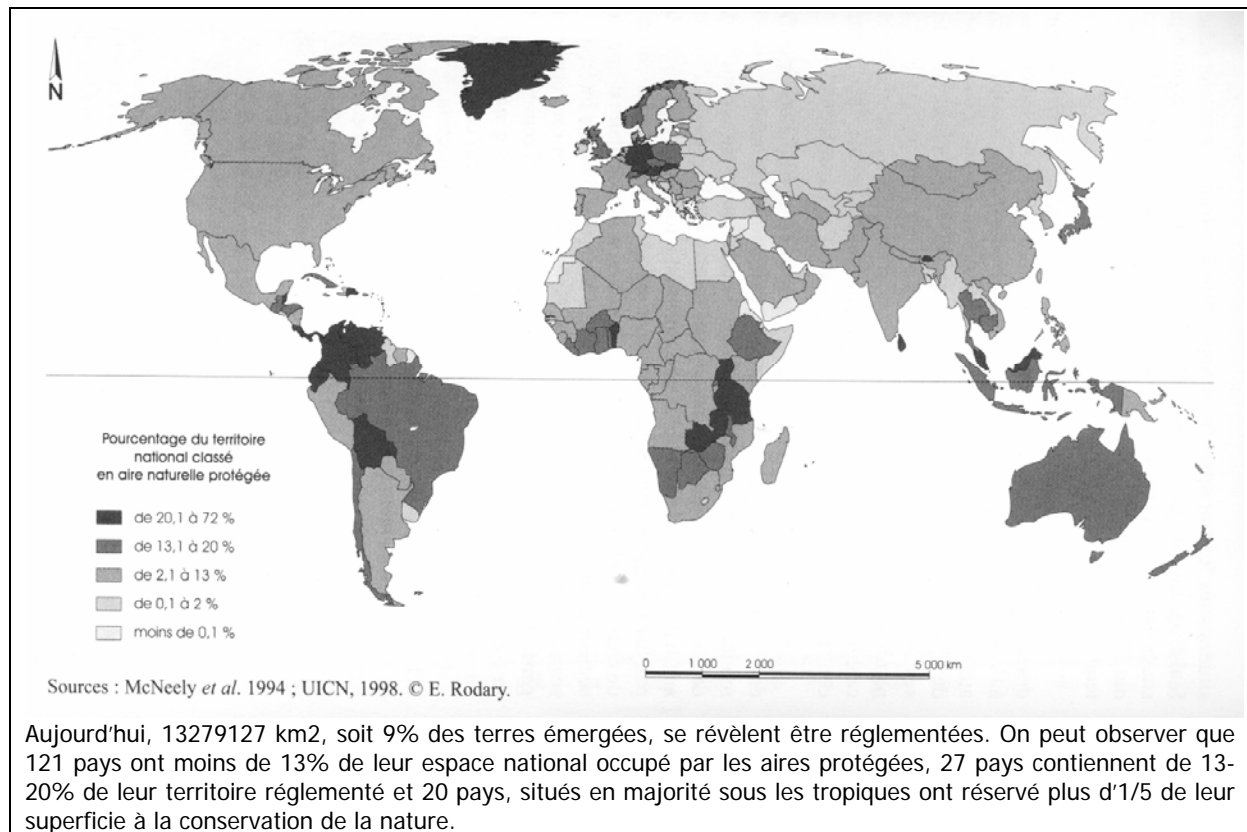 N
Pourcentage du territoire
national classé
en aire naturelle protégée
de 20,1 à 72 %
de 13,1 à 20 %
de 2,1 à 13 %
de 0,1 à 2 %
moins de 0,1 %
0 1 000 2 000 5 000 km
Sources : McNeely et al. 1994 ; UICN, 1998. © E. Rodary.
Aujourd'hui, 13279127 km2, soit 9% des terres émergées, se révèlent être réglementées. On peut observer que
121 pays ont moins de 13% de leur espace national occupé par les aires protégées, 27 pays contiennent de 13-
20% de leur territoire réglementé et 20 pays, situés en majorité sous les tropiques ont réservé plus d'1/5 de leur
superficie à la conservation de la nature.